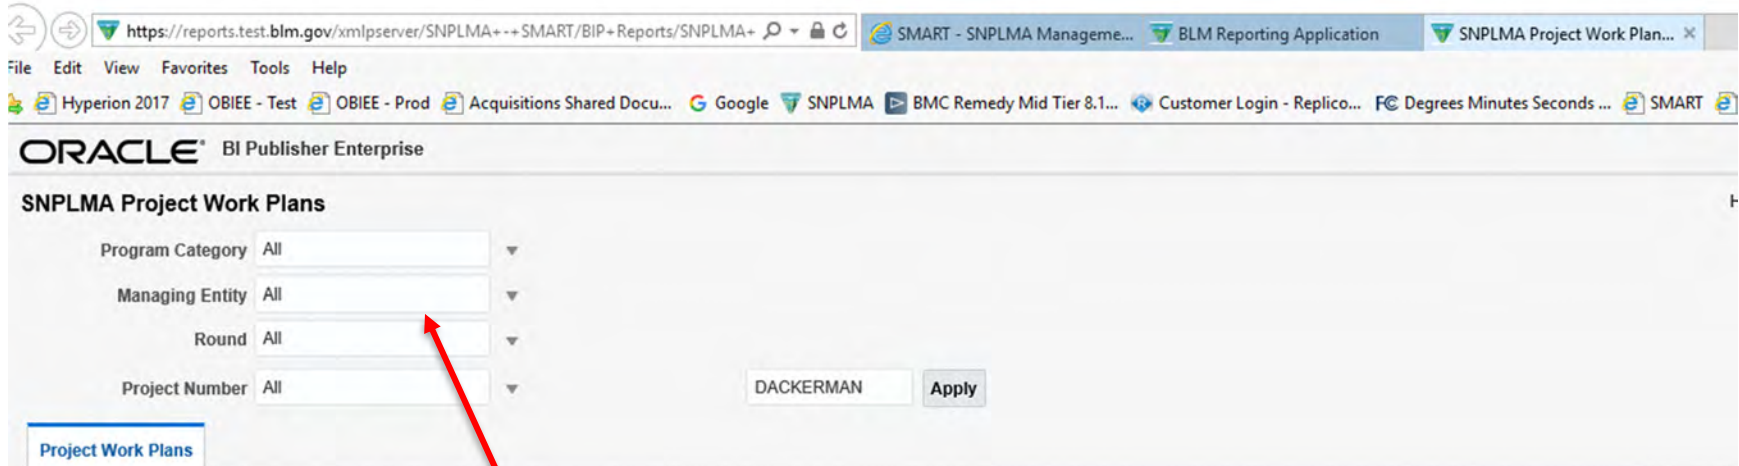 https://reports.test.blm.gov/xmlpserver/SNPLMA+-+SMART/BIP+Reports/SNPLMA+ SMART - SNPLMA Manageme... BLM Reporting Application SNPLMA Project Work Plan...
File Edit View Favorites Tools Help
Hyperion 2017 OBIEE - Test OBIEE - Prod Acquisitions Shared Docu... Google SNPLMA BMC Remedy Mid Tier 8.1... Customer Login - Replico... FC Degrees Minutes Seconds ... SMART
ORACLE BI Publisher Enterprise
SNPLMA Project Work Plans H
Program Category All
Managing Entity All
Round All
Project Number All DACKERMAN Apply
Project Work Plans